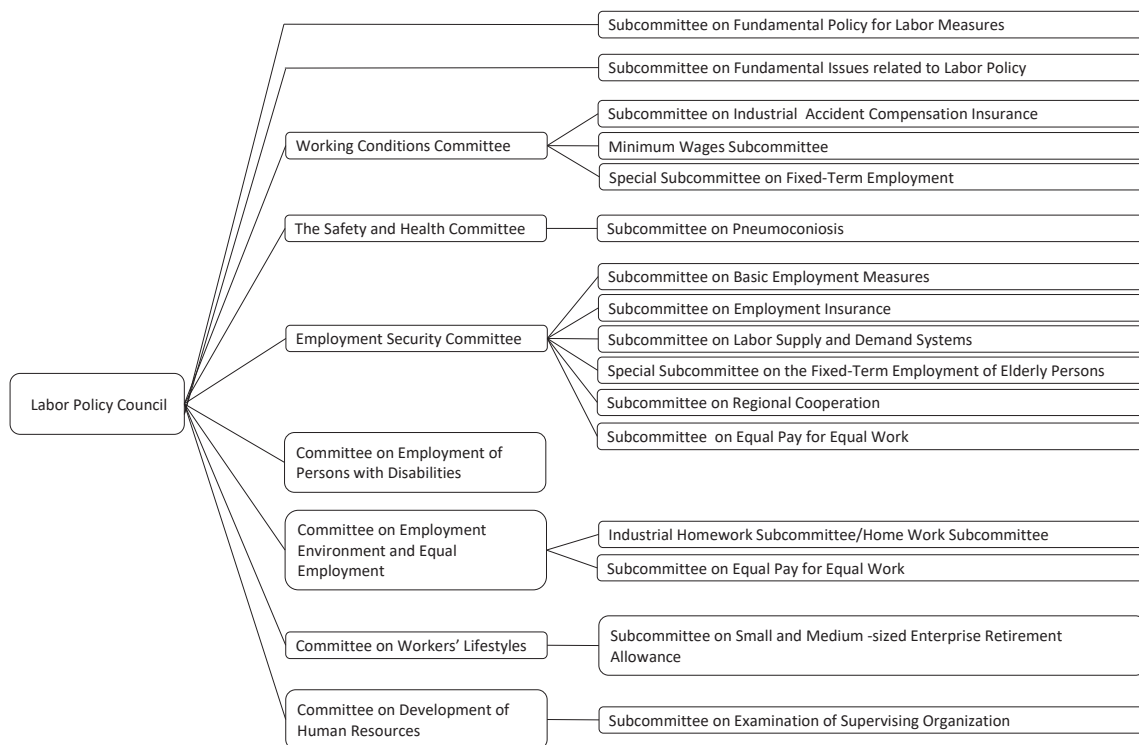 Subcommittee on Fundamental Policy for Labor Measures
Subcommittee on Fundamental Issues related to Labor Policy
Subcommittee on Industrial Accident Compensation Insurance
Working Conditions Committee
Minimum Wages Subcommittee
Special Subcommittee on Fixed-Term Employment
The Safety and Health Committee
Subcommittee on Pneumoconiosis
Subcommittee on Basic Employment Measures
Subcommittee on Employment Insurance
Employment Security Committee
Subcommittee on Labor Supply and Demand Systems
Special Subcommittee on the Fixed-Term Employment of Elderly Persons
Labor Policy Council
Subcommittee on Regional Cooperation
Subcommittee on Equal Pay for Equal Work
Committee on Employment of
Persons with Disabilities
Committee on Employment
Environment and Equal
Employment
Industrial Homework Subcommittee/Home Work Subcommittee
Subcommittee on Equal Pay for Equal Work
Committee on Workers' Lifestyles
Subcommittee on Small and Medium -sized Enterprise Retirement
Allowance
Committee on Development of
Human Resources
Subcommittee on Examination of Supervising Organization